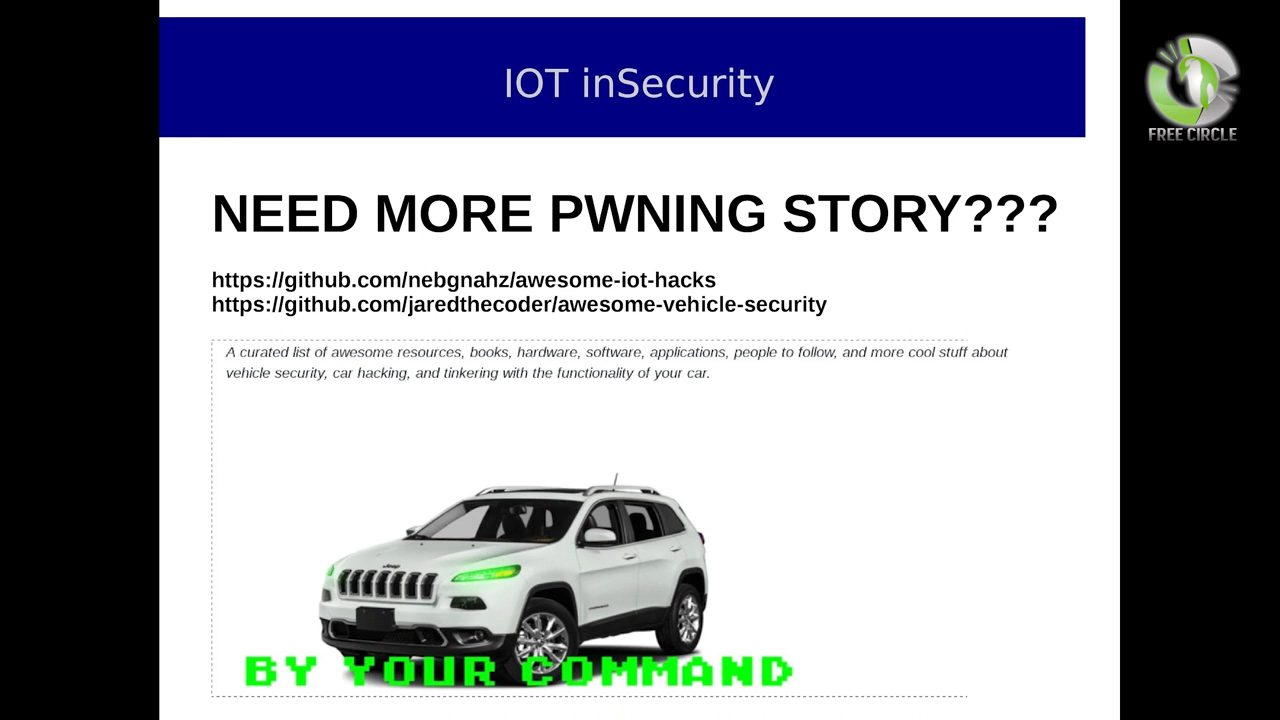 IOT inSecurity
FREE CIRCLE
NEED MORE PWNING STORY???
https://github.com/nebgnahz/awesome-iot-hacks
https://github.com/jaredthecoder/awesome-vehicle-security
A curated list of awesome resources, books, hardware, software, applications, people to follow, and more cool stuff about
vehicle security, car hacking, and tinkering with the functionality of your car.
Jeep
BY YOUR COMMAND